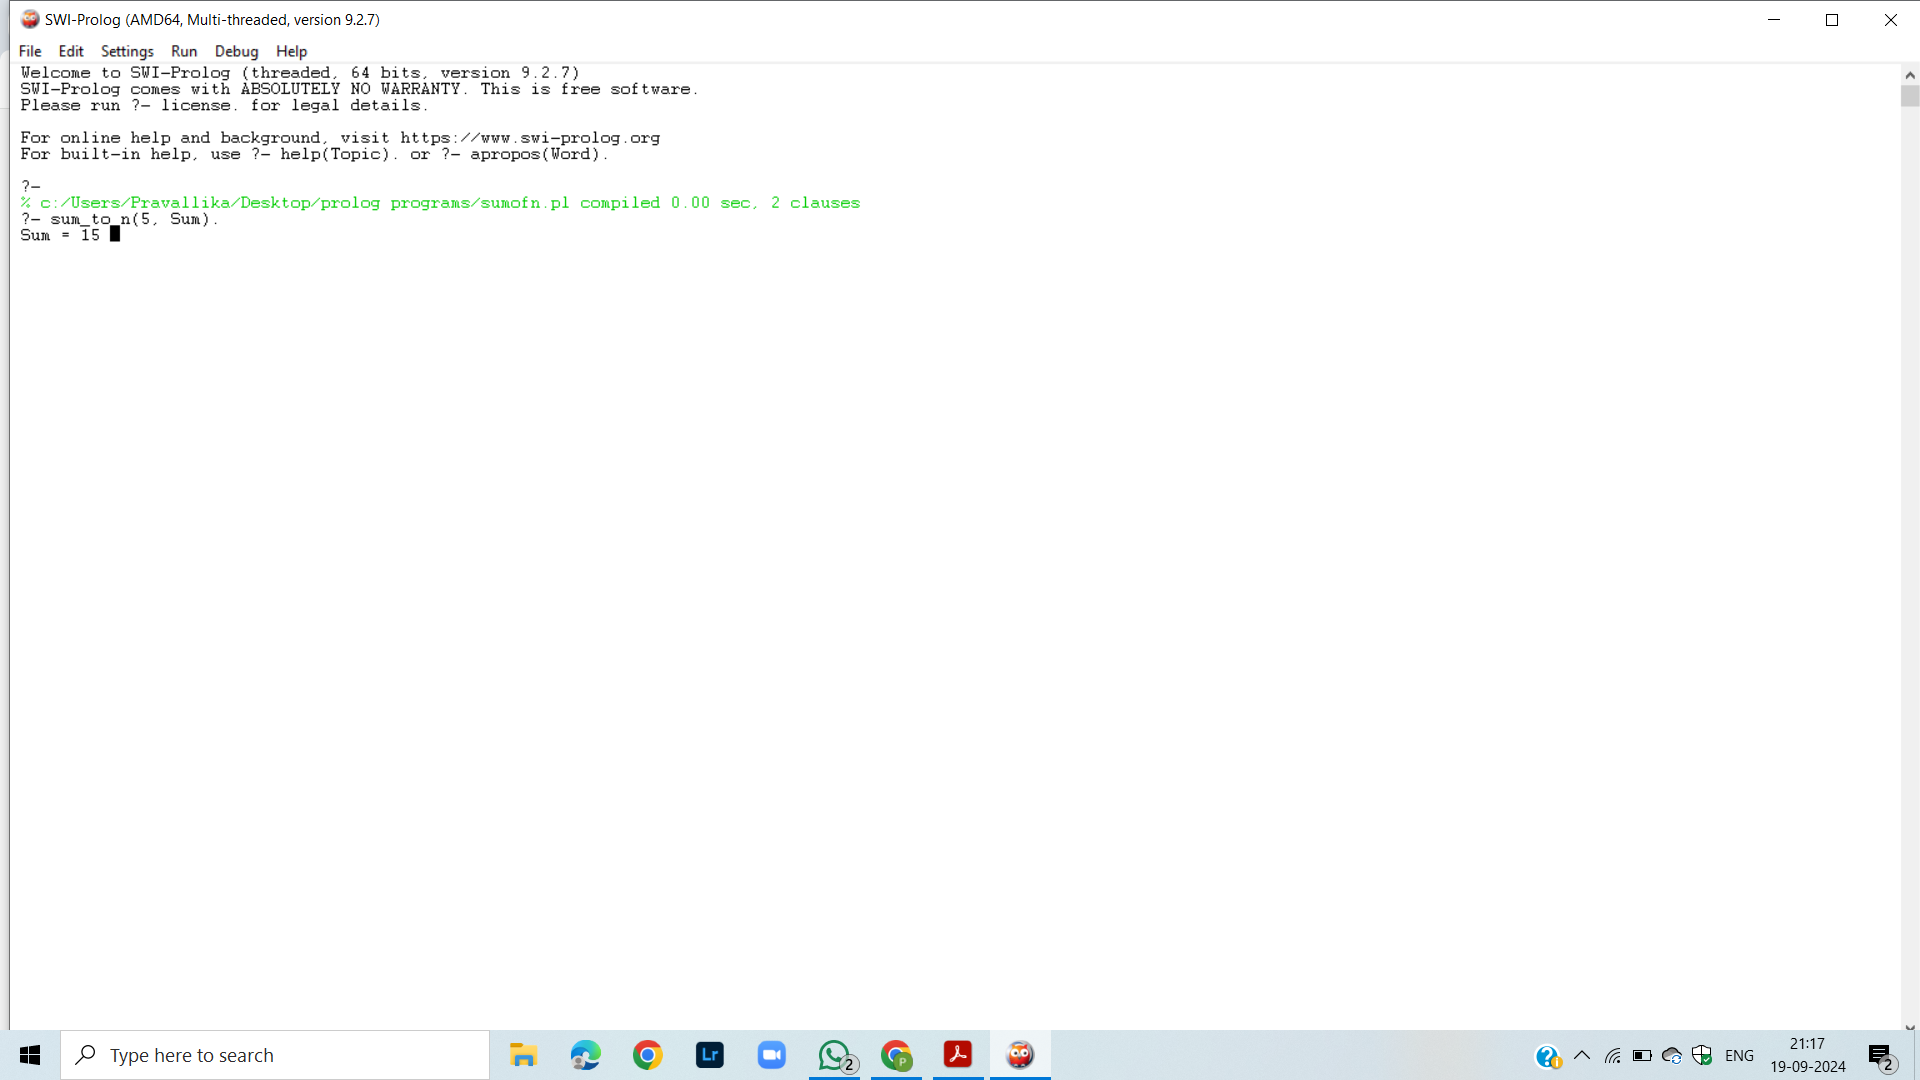 SWI-Prolog (AMD64, Multi-threaded, version 9.2.7)
File Edit Settings Run Debug Help
Welcome to SWI-Prolog (threaded, 64 bits, version 9.2.7)
SWI-Prolog comes with ABSOLUTELY NO WARRANTY. This is free software.
Please run ?- license. for legal details.
For online help and background, visit https://www.swi-prolog.org
For built-in help, use ?- help(Topic). or ?- apropos(Word).
?-
% c:/Users/Pravallika/Desktop/prolog programs/sumofn.pl compiled 0.00 sec, 2 clauses
?- sum_to_n(5, Sum).
Sum = 15
Type here to search
Lr
2
P
ENG
21:17
19-09-2024
2